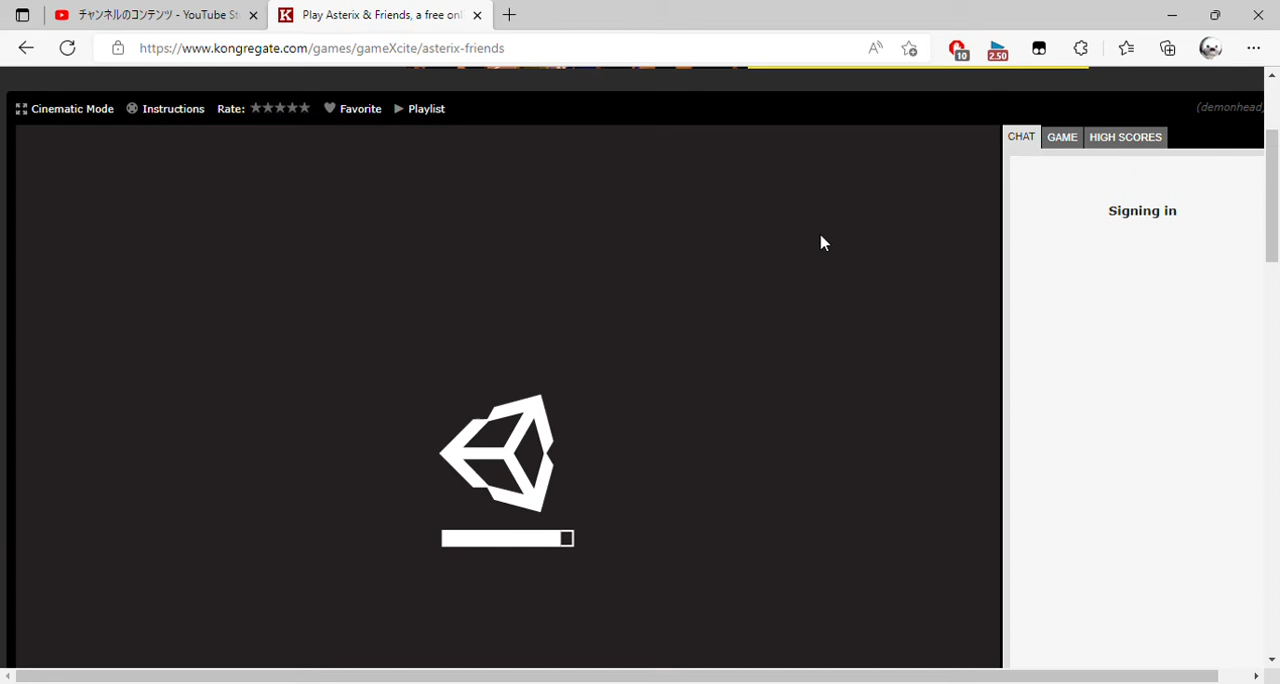 チャンネルのコンテンツ - YouTube St
Play Asterix & Friends, a free onl
https://www.kongregate.com/games/gameXcite/asterix-friends
10
2.50
Cinematic Mode Instructions Rate: Favorite Playlist
(demonhead
CHAT GAME HIGH SCORES
Signing in